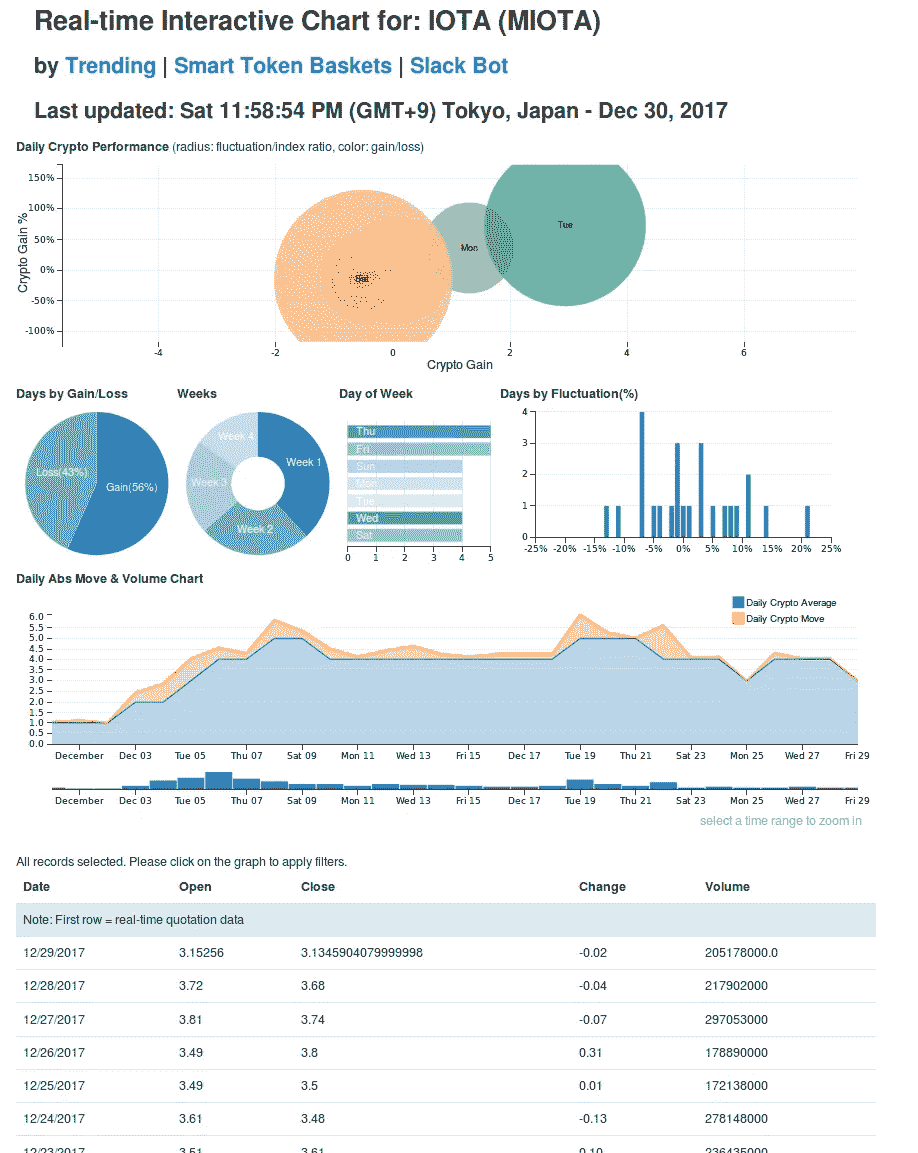 Real-time Interactive Chart for: IOTA (MIOTA)
by Trending | Smart Token Baskets | Slack Bot
Last updated: Sat 11:58:54 PM (GMT+9) Tokyo, Japan - Dec 30, 2017
Daily Crypto Performance (radius: fluctuation/index ratio, color: gain/loss)
150%
100%
50%
0%
-50%
-100%
Crypto Gain %
Tue
Mon
Sat
-4 -2 0 2 4 6
Crypto Gain
Days by Gain/Loss Weeks Day of Week Days by Fluctuation(%)
Loss(43%)
Gain(56%)
Week 4
Week 1
Week 3
Week 2
Thu
Fri
Sun
Mon
Tue
Wed
Sat
0 1 2 3 4 5
4
3
2
1
0
-25% -20% -15% -10% -5% 0% 5% 10% 15% 20% 25%
Daily Abs Move & Volume Chart
Daily Crypto Average
Daily Crypto Move
6.0
5.5
5.0
4.5
4.0
3.5
3.0
2.5
2.0
1.5
1.0
0.5
0.0
December Dec 03 Tue 05 Thu 07 Sat 09 Mon 11 Wed 13 Fri 15 Dec 17 Tue 19 Thu 21 Sat 23 Mon 25 Wed 27 Fri 29
December Dec 03 Tue 05 Thu 07 Sat 09 Mon 11 Wed 13 Fri 15 Dec 17 Tue 19 Thu 21 Sat 23 Mon 25 Wed 27 Fri 29
select a time range to zoom in
All records selected. Please click on the graph to apply filters.
Date Open Close Change Volume
Note: First row = real-time quotation data
12/29/2017 3.15256 3.1345904079999998 -0.02 205178000.0
12/28/2017 3.72 3.68 -0.04 217902000
12/27/2017 3.81 3.74 -0.07 297053000
12/26/2017 3.49 3.8 0.31 178890000
12/25/2017 3.49 3.5 0.01 172138000
12/24/2017 3.61 3.48 -0.13 278148000
12/23/2017 3.51 3.61 0.10 236435000